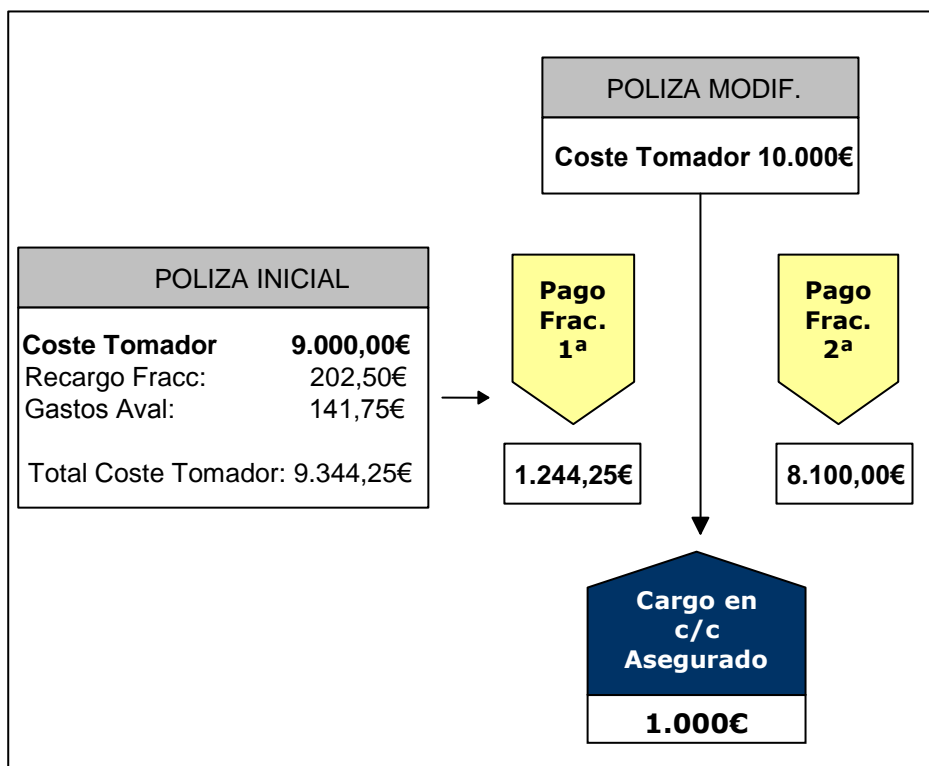 POLIZA MODIF.
Coste Tomador 10.000€
POLIZA INICIAL
Coste Tomador 9.000,00€
Recargo Fracc: 202,50€
Gastos Aval: 141,75€
Total Coste Tomador: 9.344,25€
Pago
Frac.
1ª
1.244,25€
Pago
Frac.
2ª
8.100,00€
Cargo en
c/c
Asegurado
1.000€